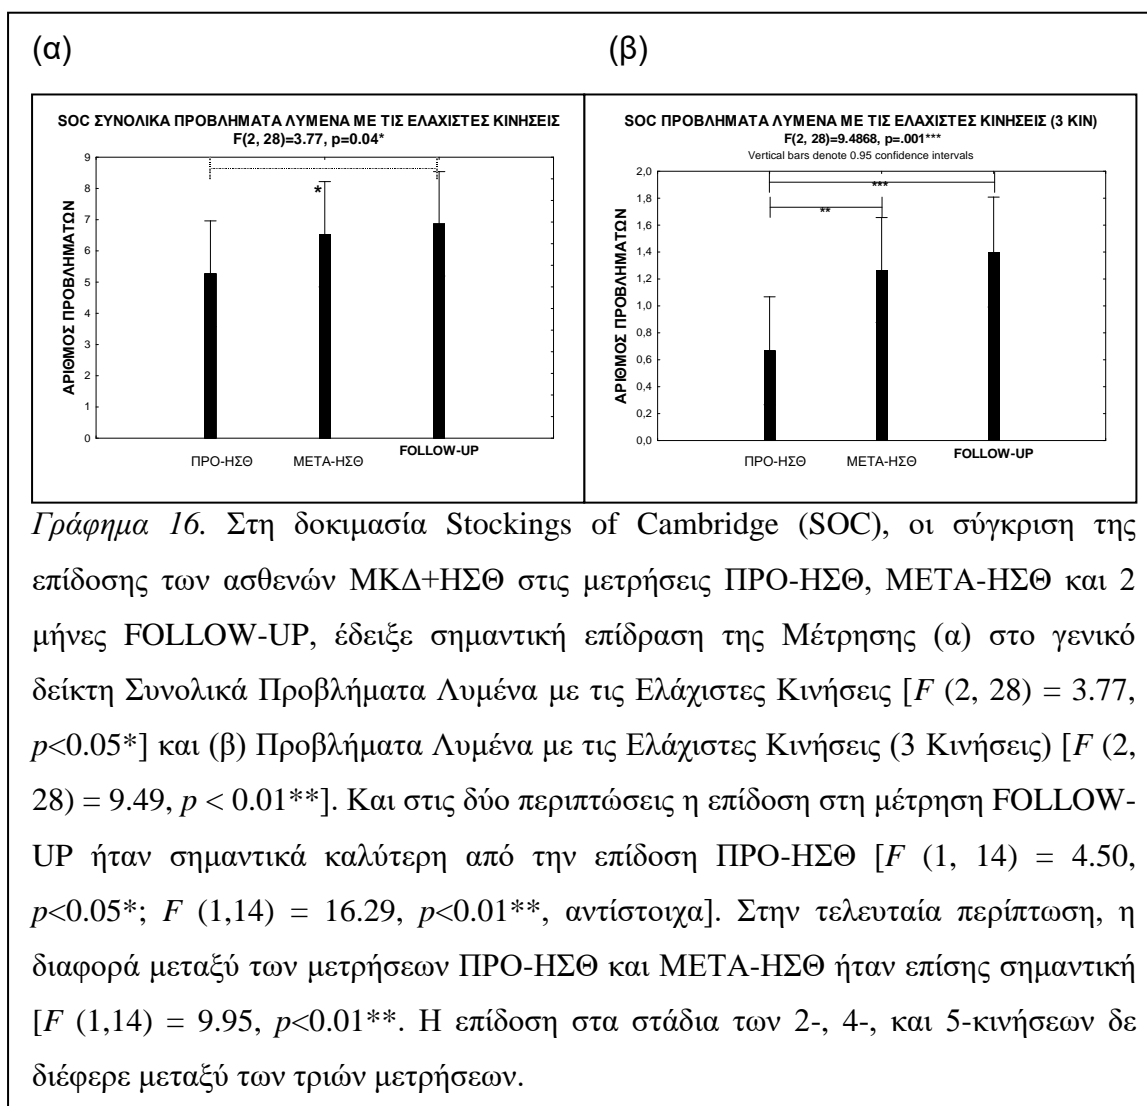 (α)
(β)
SOC ΣΥΝΟΛΙΚΑ ΠΡΟΒΛΗΜΑΤΑ ΛΥΜΕΝΑ ΜΕ ΤΙΣ ΕΛΑΧΙΣΤΕΣ ΚΙΝΗΣΕΙΣ
F(2, 28)=3.77, p=0.04*
9
8
7
6
5
4
3
2
1
0
ΑΡΙΘΜΟΣ ΠΡΟΒΛΗΜΑΤΩΝ
*
ΠΡΟ-ΗΣΘ
ΜΕΤΑ-ΗΣΘ
FOLLOW-UP
SOC ΠΡΟΒΛΗΜΑΤΑ ΛΥΜΕΝΑ ΜΕ ΤΙΣ ΕΛΑΧΙΣΤΕΣ ΚΙΝΗΣΕΙΣ (3 ΚΙΝ)
F(2, 28)=9.4868, p=.001***
Vertical bars denote 0.95 confidence intervals
2,0
1,8
1,6
1,4
1,2
1,0
0,8
0,6
0,4
0,2
0,0
ΑΡΙΘΜΟΣ ΠΡΟΒΛΗΜΑΤΩΝ
***
**
ΠΡΟ-ΗΣΘ
ΜΕΤΑ-ΗΣΘ
FOLLOW-UP
Γράφημα 16. Στη δοκιμασία Stockings of Cambridge (SOC), οι σύγκριση της
επίδοσης των ασθενών ΜΚΔ+ΗΣΘ στις μετρήσεις ΠΡΟ-ΗΣΘ, ΜΕΤΑ-ΗΣΘ και 2
μήνες FOLLOW-UP, έδειξε σημαντική επίδραση της Μέτρησης (α) στο γενικό
δείκτη Συνολικά Προβλήματα Λυμένα με τις Ελάχιστες Κινήσεις [F (2, 28) = 3.77,
p<0.05*] και (β) Προβλήματα Λυμένα με τις Ελάχιστες Κινήσεις (3 Κινήσεις) [F (2,
28) = 9.49, p < 0.01**]. Και στις δύο περιπτώσεις η επίδοση στη μέτρηση FOLLOW-
UP ήταν σημαντικά καλύτερη από την επίδοση ΠΡΟ-ΗΣΘ [F (1, 14) = 4.50,
p<0.05*; F (1,14) = 16.29, p<0.01**, αντίστοιχα]. Στην τελευταία περίπτωση, η
διαφορά μεταξύ των μετρήσεων ΠΡΟ-ΗΣΘ και ΜΕΤΑ-ΗΣΘ ήταν επίσης σημαντική
[F (1,14) = 9.95, p<0.01**. Η επίδοση στα στάδια των 2-, 4-, και 5-κινήσεων δε
διέφερε μεταξύ των τριών μετρήσεων.